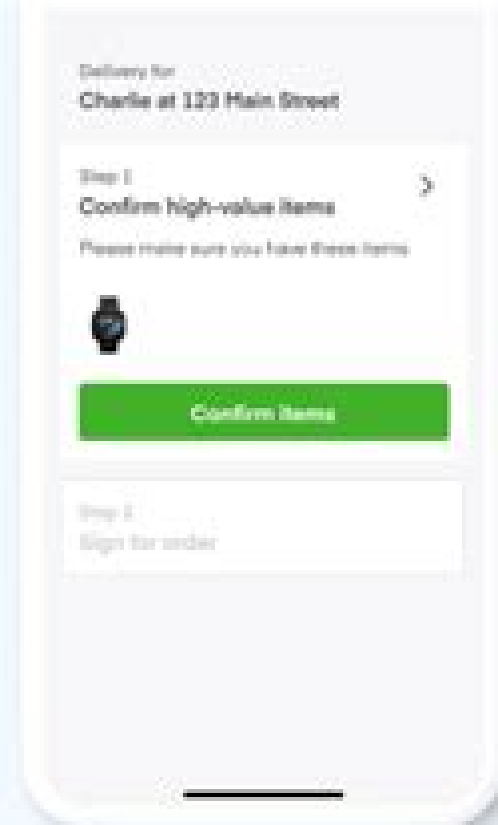 Delivery for
Charlie at 123 Main Street
Step 1
Confirm high-value items
Please make sure you have these items
Confirm items
Step 2
Sign for order